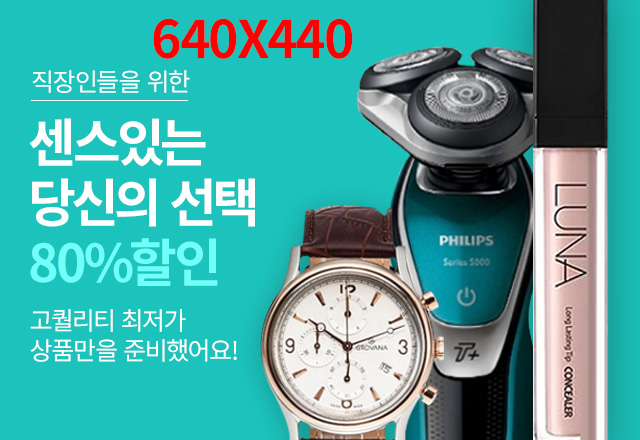 640X440
직장인들을 위한
센스있는
당신의 선택
80%할인
고퀄리티 최저가
상품만을 준비했어요!
PHILIPS
Series 5000
GROVANA
LUNA
Long Lasting Tip
CONCEALER